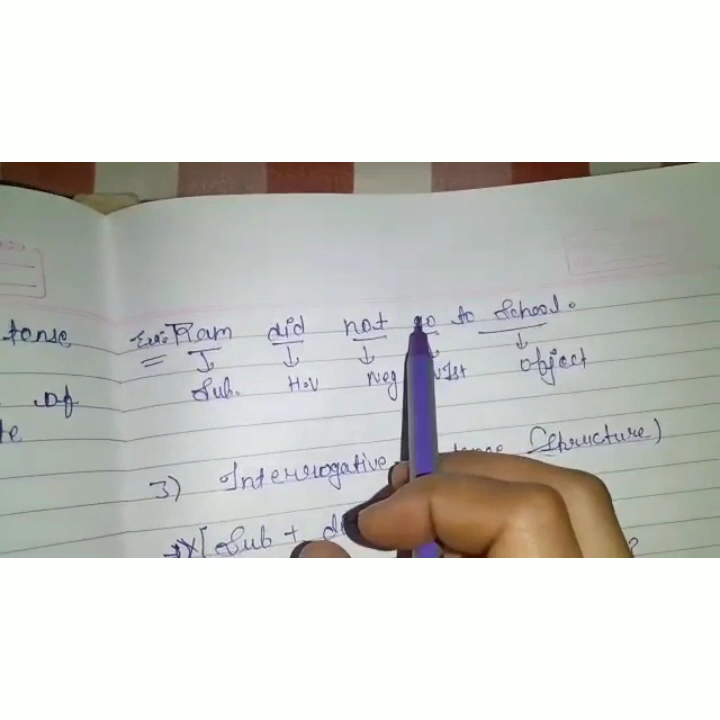 tense
Ex:- Ram did not go to School.
Sub. H.V Neg V1st object
of
te
3) Interrogative (Structure)
[Sub +
?